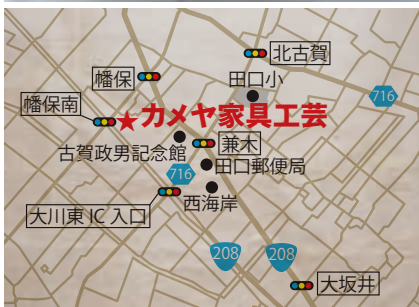 北古賀
幡保
田口小
716
幡保南
カメヤ家具工芸
兼木
古賀政男記念館
田口郵便局
716
西海岸
大川東IC入口
208
208
大坂井